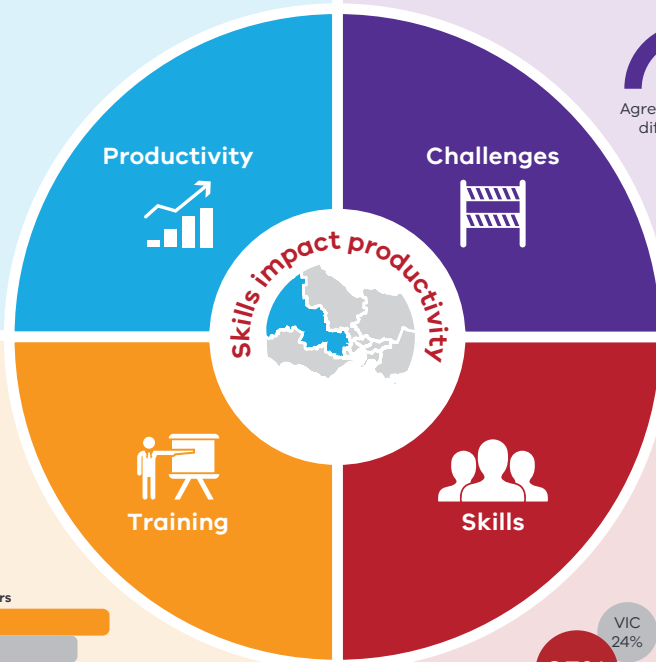 Productivity
Challenges
Skills impact productivity
Training
Skills
VIC
24%